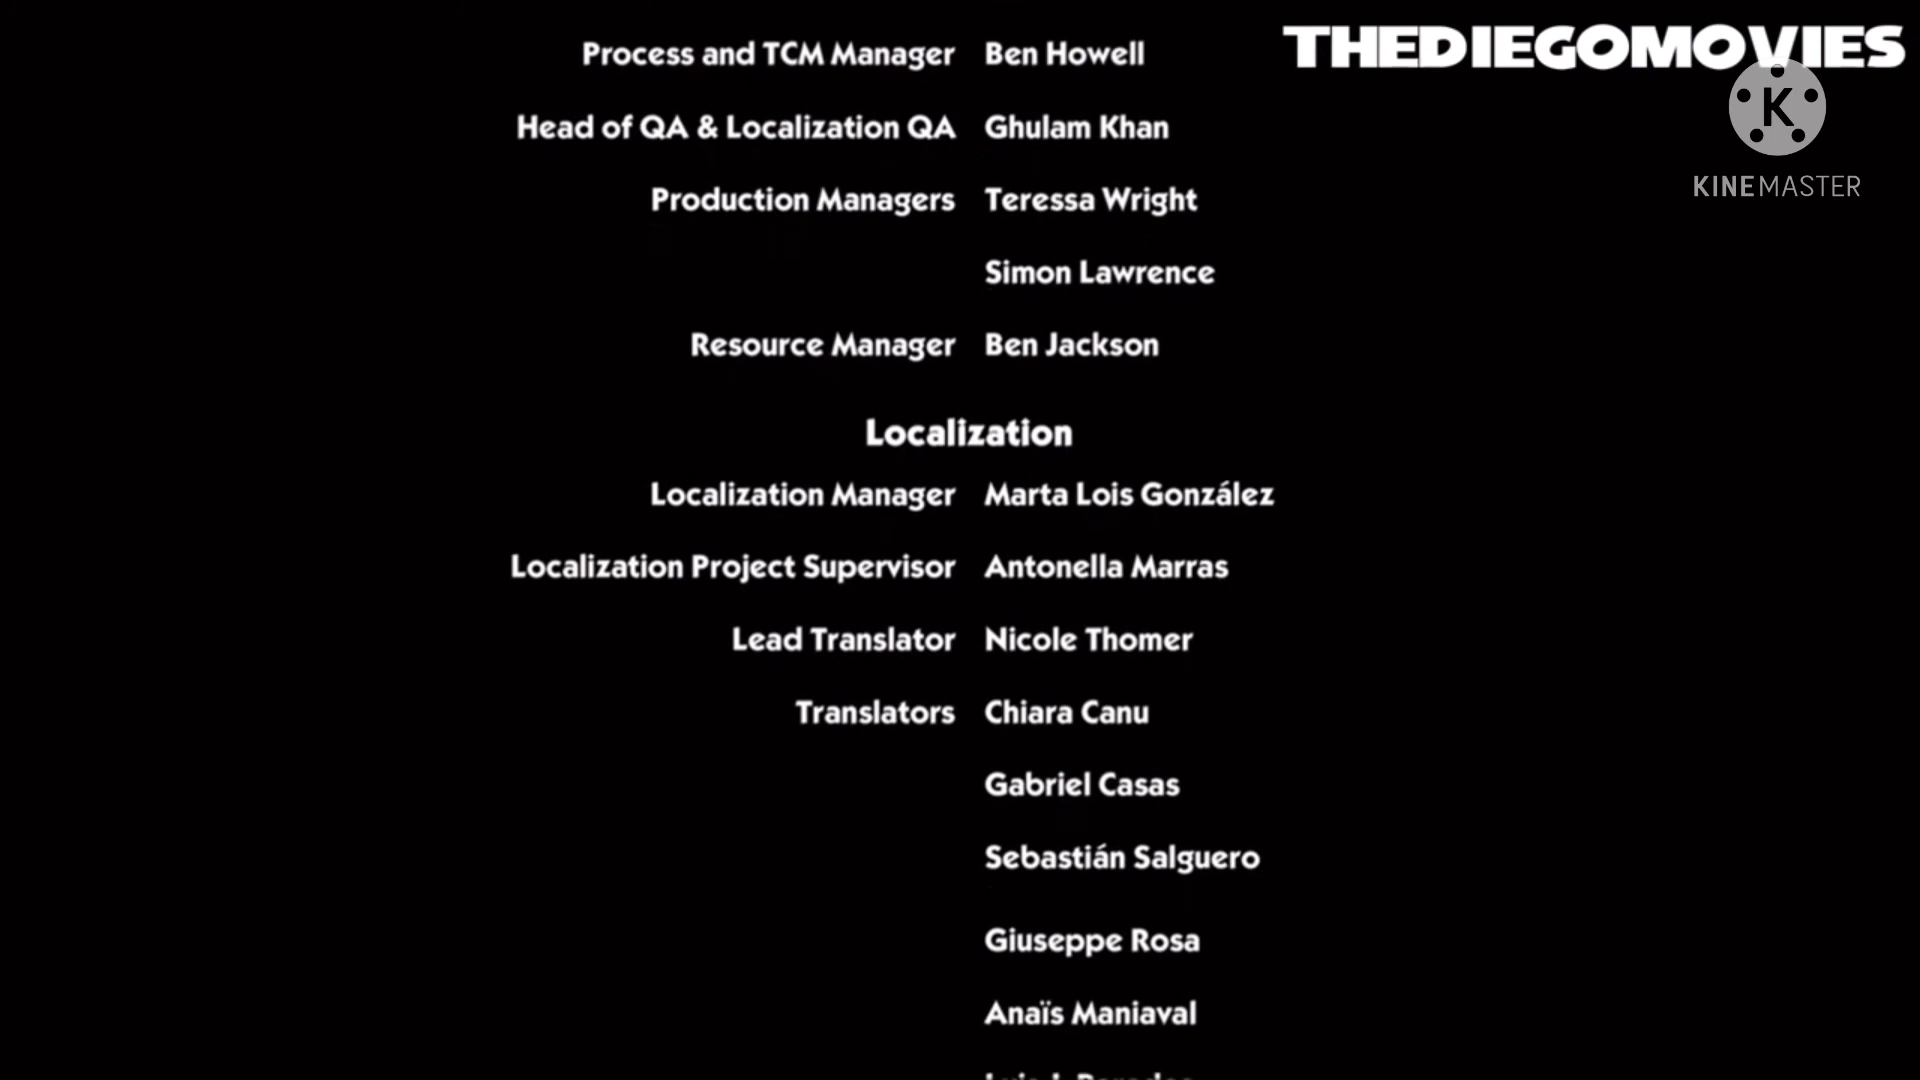 THEDIEGOMOVIES
KINEMASTER
Process and TCM Manager Ben Howell
Head of QA & Localization QA Ghulam Khan
Production Managers Teressa Wright
Simon Lawrence
Resource Manager Ben Jackson
Localization
Localization Manager Marta Lois González
Localization Project Supervisor Antonella Marras
Lead Translator Nicole Thomer
Translators Chiara Canu
Gabriel Casas
Sebastián Salguero
Giuseppe Rosa
Anaïs Maniaval